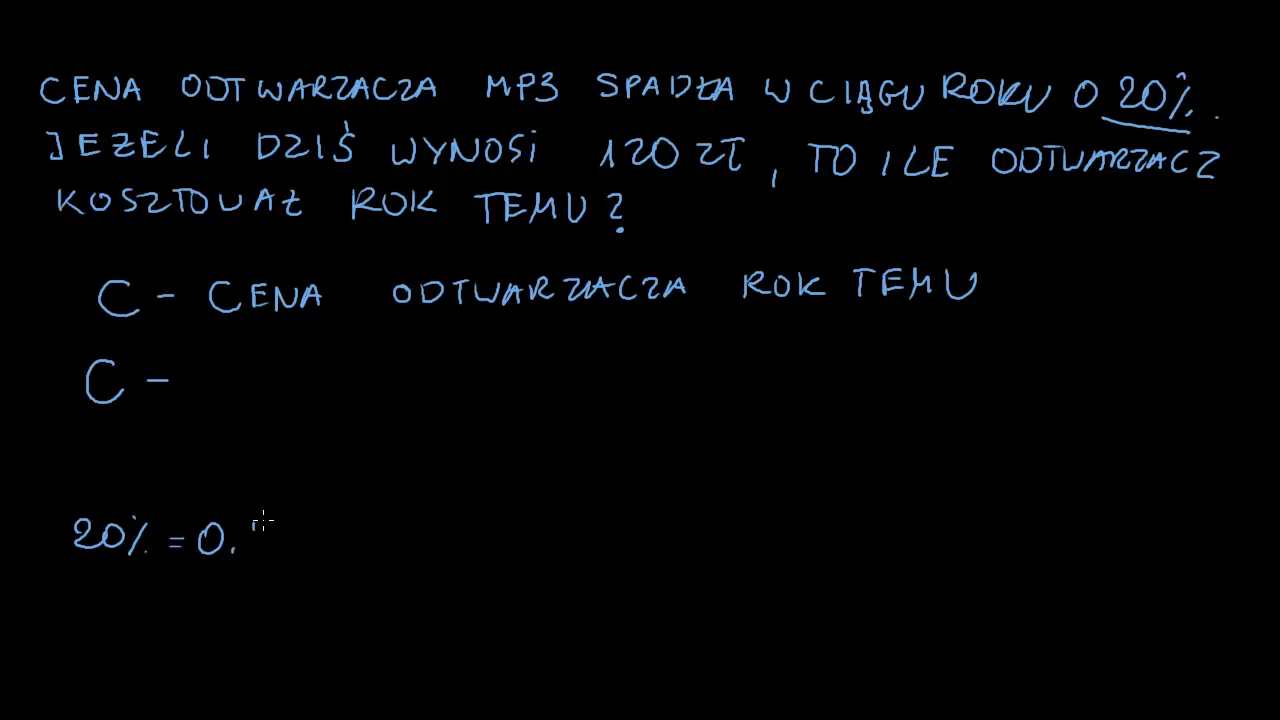 CENA ODTWARZACZA MP3 SPADŁA W CIĄGU ROKU O 20%.
JEŻELI DZIŚ WYNOSI 120 ZŁ, TO ILE ODTWARZACZ
KOSZTOWAŁ ROK TEMU?
C - CENA ODTWARZACZA ROK TEMU
C -
20% = 0.